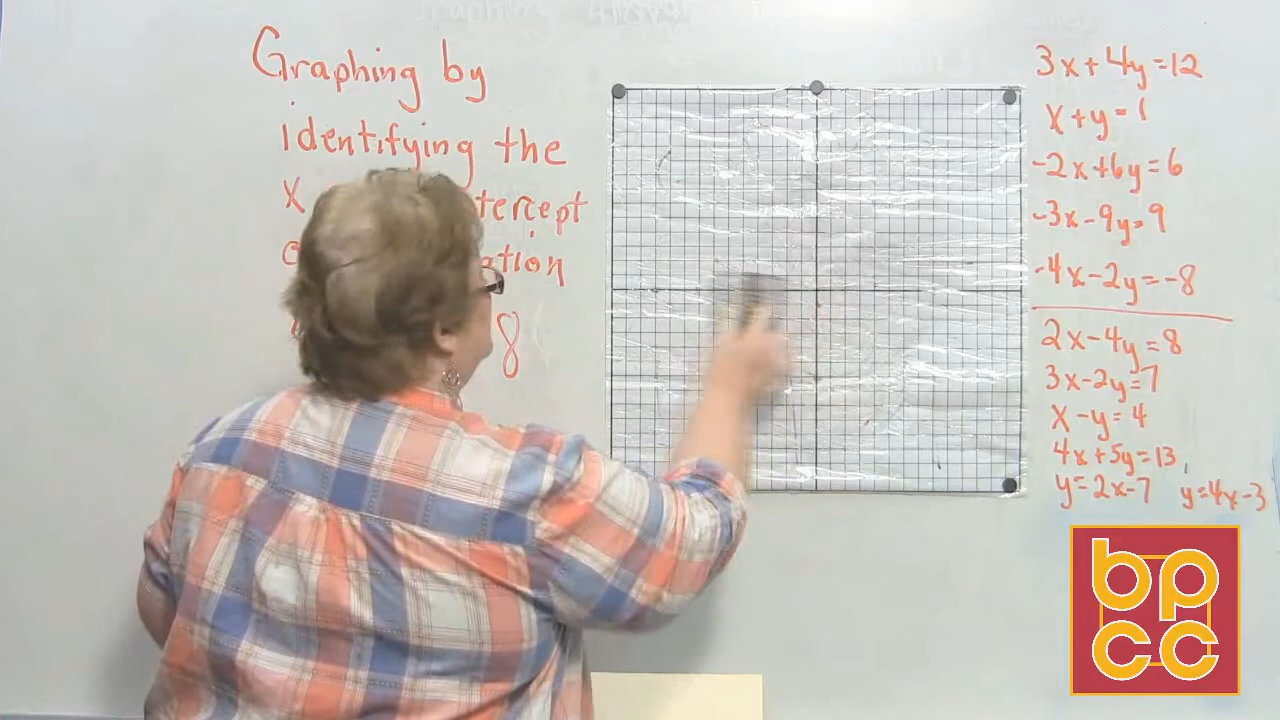 Graphing by
identifying the
x tercept
ation
8
3x+4y=12
x+y=1
-2x+6y=6
-3x-9y=9
-4x-2y=-8
2x-4y=8
3x-2y=7
x-y=4
4x+5y=13
y=2x-7 y=4x-3
bp
cc